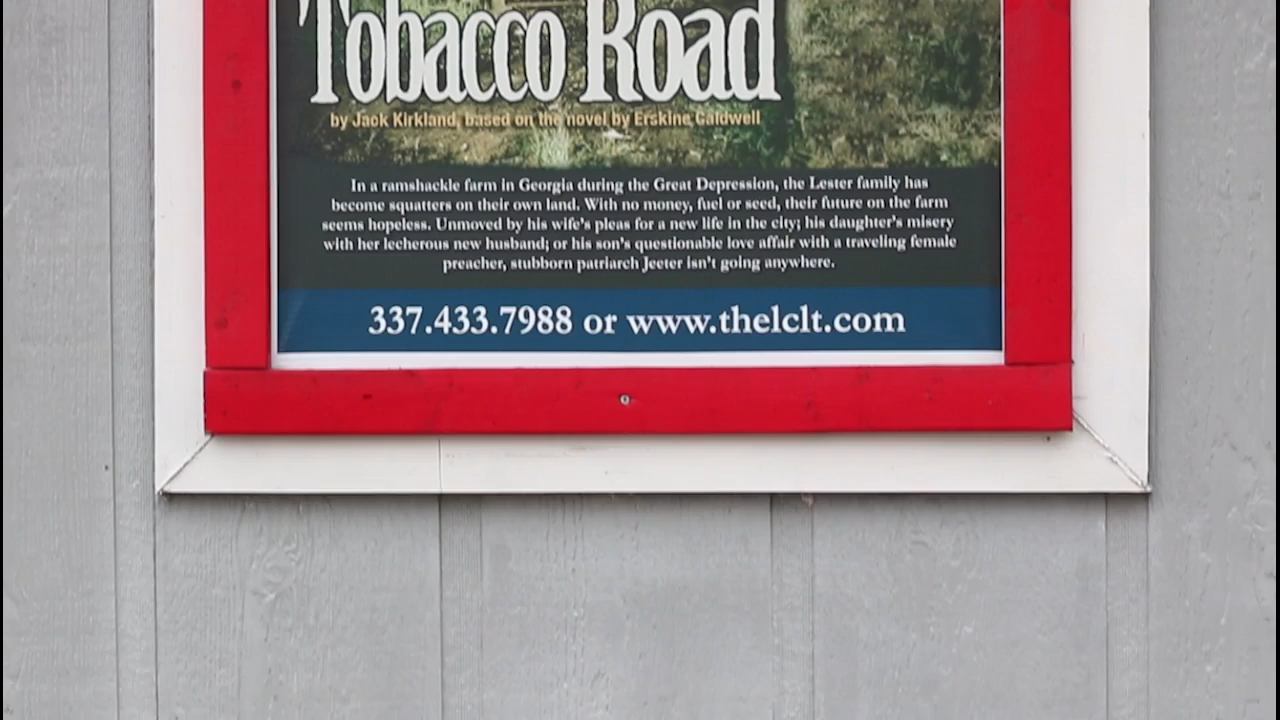 Tobacco Road
by Jack Kirkland, based on the novel by Erskine Caldwell
In a ramshackle farm in Georgia during the Great Depression, the Lester family has
become squatters on their own land. With no money, fuel or seed, their future on the farm
seems hopeless. Unmoved by his wife's pleas for a new life in the city; his daughter's misery
with her lecherous new husband; or his son's questionable love affair with a traveling female
preacher, stubborn patriarch Jeeter isn't going anywhere.
337.433.7988 or www.thelclt.com